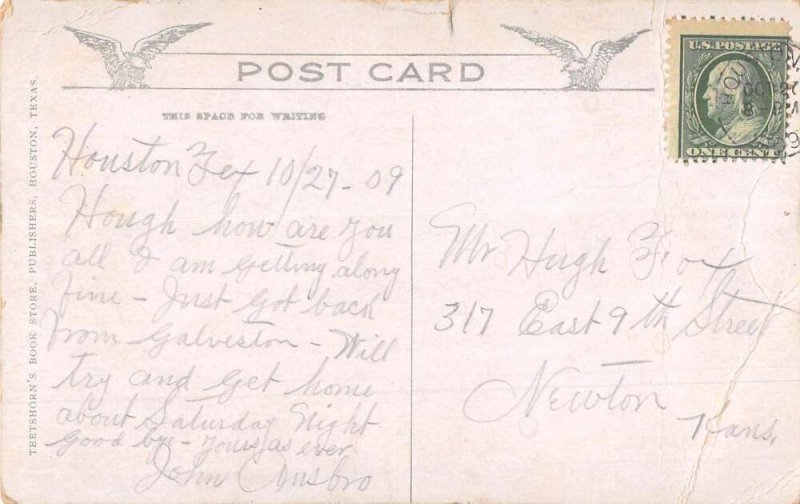 POST CARD
THIS SPACE FOR WRITING
U.S. POSTAGE
ONE CENT
TEETSHORN'S BOOK STORE, PUBLISHERS, HOUSTON, TEXAS.
Houston Tex 10/27-09
Hough how are you
all I am getting along
fine - Just Got back
from Galveston - Will
try and Get home
about Saturday Night
Good bye - yours as ever
John
Mr Hugh Fox
317 East 9th Street
Newton
Kans.